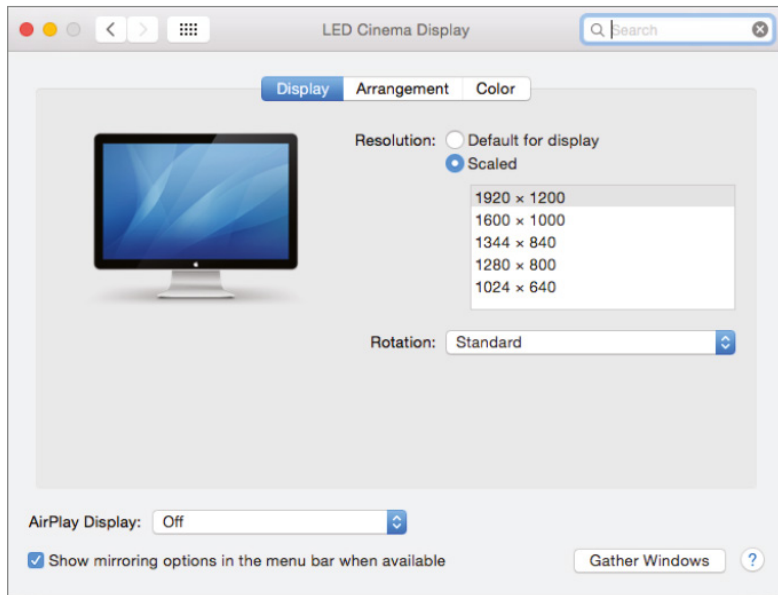 LED Cinema Display
Search
Display Arrangement Color
Resolution: Default for display
Scaled
1920 × 1200
1600 × 1000
1344 × 840
1280 × 800
1024 × 640
Rotation: Standard
AirPlay Display: Off
Show mirroring options in the menu bar when available
Gather Windows ?